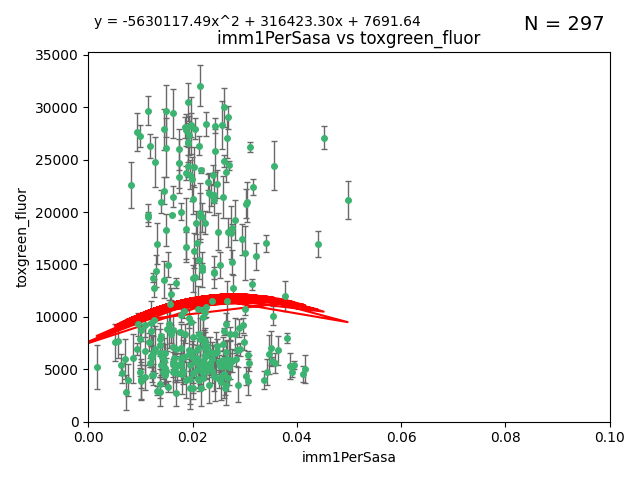 y = -5630117.49x^2 + 316423.30x + 7691.64
N = 297
imm1PerSasa vs toxgreen_fluor
35000
30000
25000
20000
15000
10000
5000
0
toxgreen_fluor
0.00 0.02 0.04 0.06 0.08 0.10
imm1PerSasa